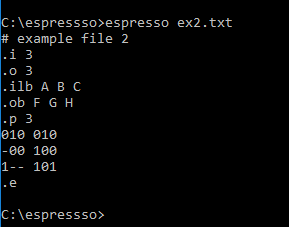 C:\espressso>espresso ex2.txt
# example file 2
.i 3
.o 3
.ilb A B C
.ob F G H
.p 3
010 010
-00 100
1-- 101
.e
C:\espressso>